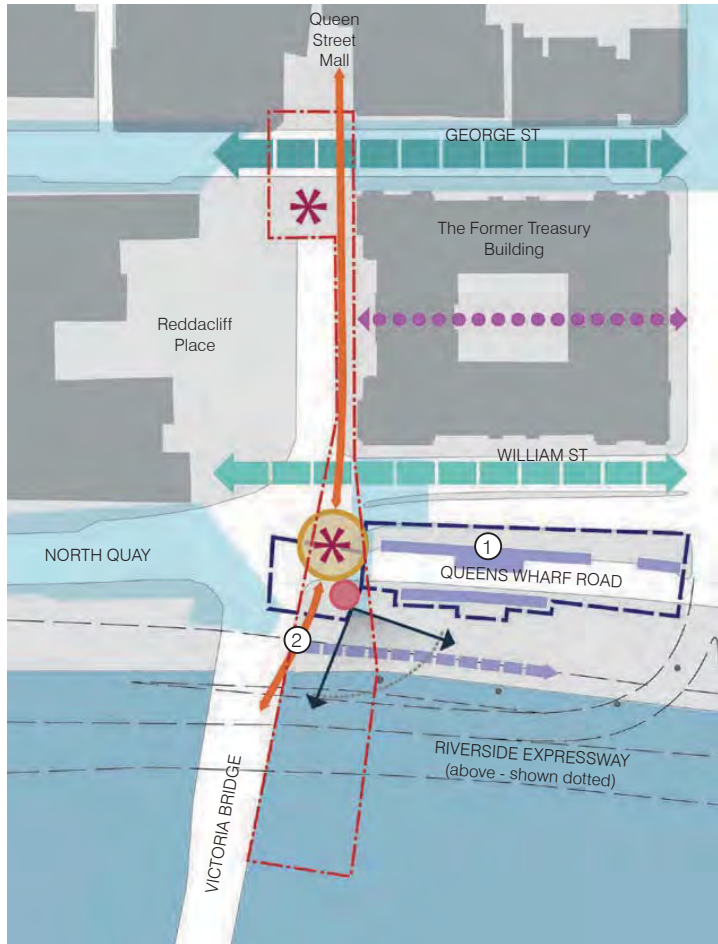 Queen
Street
Mall
GEORGE ST
The Former Treasury
Building
Reddacliff
Place
WILLIAM ST
NORTH QUAY
1
QUEENS WHARF ROAD
2
RIVERSIDE EXPRESSWAY
(above - shown dotted)
VICTORIA BRIDGE